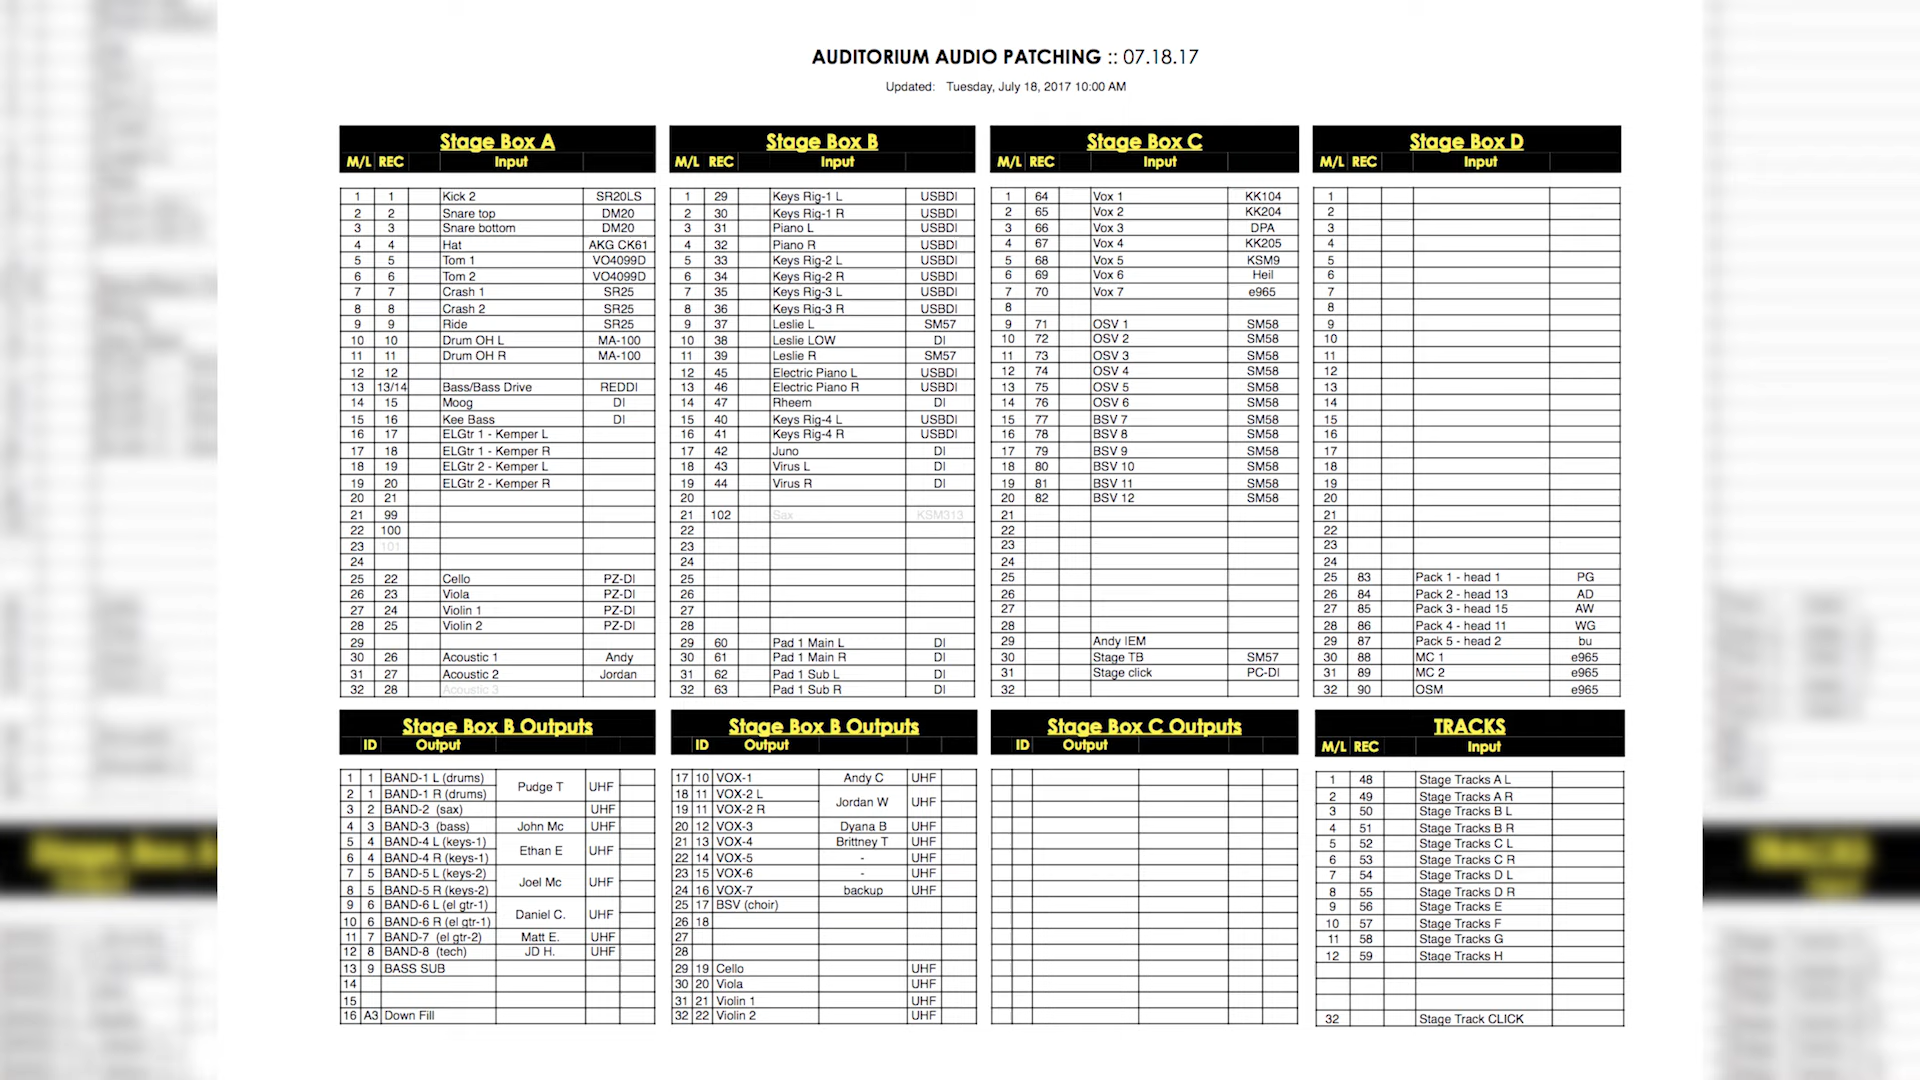 AUDITORIUM AUDIO PATCHING :: 07.18.17
Updated: Tuesday, July 18, 2017 10:00 AM
Stage Box A
M/L REC Input
1 1 Kick 2 SR20LS
2 2 Snare top DM20
3 3 Snare bottom DM20
4 4 Hat AKG CK61
5 5 Tom 1 VO4099D
6 6 Tom 2 VO4099D
7 7 Crash 1 SR25
8 8 Crash 2 SR25
9 9 Ride SR25
10 10 Drum OH L MA-100
11 11 Drum OH R MA-100
12 12
13 13/14 Bass/Bass Drive REDDI
14 15 Moog DI
15 16 Kee Bass DI
16 17 ELGtr 1 - Kemper L
17 18 ELGtr 1 - Kemper R
18 19 ELGtr 2 - Kemper L
19 20 ELGtr 2 - Kemper R
20 21
21 99
22 100
23 101
24
25 22 Cello PZ-DI
26 23 Viola PZ-DI
27 24 Violin 1 PZ-DI
28 25 Violin 2 PZ-DI
29
30 26 Acoustic 1 Andy
31 27 Acoustic 2 Jordan
32 28 Acoustic 3
Stage Box B
M/L REC Input
1 29 Keys Rig-1 L USBDI
2 30 Keys Rig-1 R USBDI
3 31 Piano L USBDI
4 32 Piano R USBDI
5 33 Keys Rig-2 L USBDI
6 34 Keys Rig-2 R USBDI
7 35 Keys Rig-3 L USBDI
8 36 Keys Rig-3 R USBDI
9 37 Leslie L SM57
10 38 Leslie LOW DI
11 39 Leslie R SM57
12 45 Electric Piano L USBDI
13 46 Electric Piano R USBDI
14 47 Rheem DI
15 40 Keys Rig-4 L USBDI
16 41 Keys Rig-4 R USBDI
17 42 Juno DI
18 43 Virus L DI
19 44 Virus R DI
20
21 102 Sax KSM313
22
23
24
25
26
27
28
29 60 Pad 1 Main L DI
30 61 Pad 1 Main R DI
31 62 Pad 1 Sub L DI
32 63 Pad 1 Sub R DI
Stage Box C
M/L REC Input
1 64 Vox 1 KK104
2 65 Vox 2 KK204
3 66 Vox 3 DPA
4 67 Vox 4 KK205
5 68 Vox 5 KSM9
6 69 Vox 6 Heil
7 70 Vox 7 e965
8
9 71 OSV 1 SM58
10 72 OSV 2 SM58
11 73 OSV 3 SM58
12 74 OSV 4 SM58
13 75 OSV 5 SM58
14 76 OSV 6 SM58
15 77 BSV 7 SM58
16 78 BSV 8 SM58
17 79 BSV 9 SM58
18 80 BSV 10 SM58
19 81 BSV 11 SM58
20 82 BSV 12 SM58
21
22
23
24
25
26
27
28
29 Andy IEM
30 Stage TB SM57
31 Stage click PC-DI
32
Stage Box D
M/L REC Input
1
2
3
4
5
6
7
8
9
10
11
12
13
14
15
16
17
18
19
20
21
22
23
24
25 83 Pack 1 - head 1 PG
26 84 Pack 2 - head 13 AD
27 85 Pack 3 - head 15 AW
28 86 Pack 4 - head 11 WG
29 87 Pack 5 - head 2 bu
30 88 MC 1 e965
31 89 MC 2 e965
32 90 OSM e965
Stage Box B Outputs
ID Output
1 1 BAND-1 L (drums) Pudge T UHF
2 1 BAND-1 R (drums)
3 2 BAND-2 (sax) UHF
4 3 BAND-3 (bass) John Mc UHF
5 4 BAND-4 L (keys-1) Ethan E UHF
6 4 BAND-4 R (keys-1)
7 5 BAND-5 L (keys-2) Joel Mc UHF
8 5 BAND-5 R (keys-2)
9 6 BAND-6 L (el gtr-1) Daniel C. UHF
10 6 BAND-6 R (el gtr-1)
11 7 BAND-7 (el gtr-2) Matt E. UHF
12 8 BAND-8 (tech) JD H. UHF
13 9 BASS SUB
14
15
16 A3 Down Fill
Stage Box B Outputs
ID Output
17 10 VOX-1 Andy C UHF
18 11 VOX-2 L Jordan W UHF
19 11 VOX-2 R
20 12 VOX-3 Dyana B UHF
21 13 VOX-4 Brittney T UHF
22 14 VOX-5 - UHF
23 15 VOX-6 - UHF
24 16 VOX-7 backup UHF
25 17 BSV (choir)
26 18
27
28
29 19 Cello UHF
30 20 Viola UHF
31 21 Violin 1 UHF
32 22 Violin 2 UHF
Stage Box C Outputs
ID Output
TRACKS
M/L REC Input
1 48 Stage Tracks A L
2 49 Stage Tracks A R
3 50 Stage Tracks B L
4 51 Stage Tracks B R
5 52 Stage Tracks C L
6 53 Stage Tracks C R
7 54 Stage Tracks D L
8 55 Stage Tracks D R
9 56 Stage Tracks E
10 57 Stage Tracks F
11 58 Stage Tracks G
12 59 Stage Tracks H
32 Stage Track CLICK